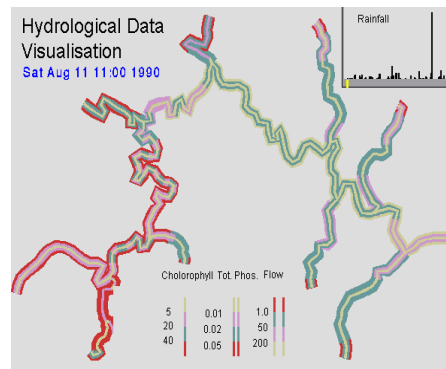 Hydrological Data
Visualisation
Sat Aug 11 11:00 1990
Rainfall
Cholorophyll Tot. Phos. Flow
5 0.01 1.0
20 0.02 50
40 0.05 200